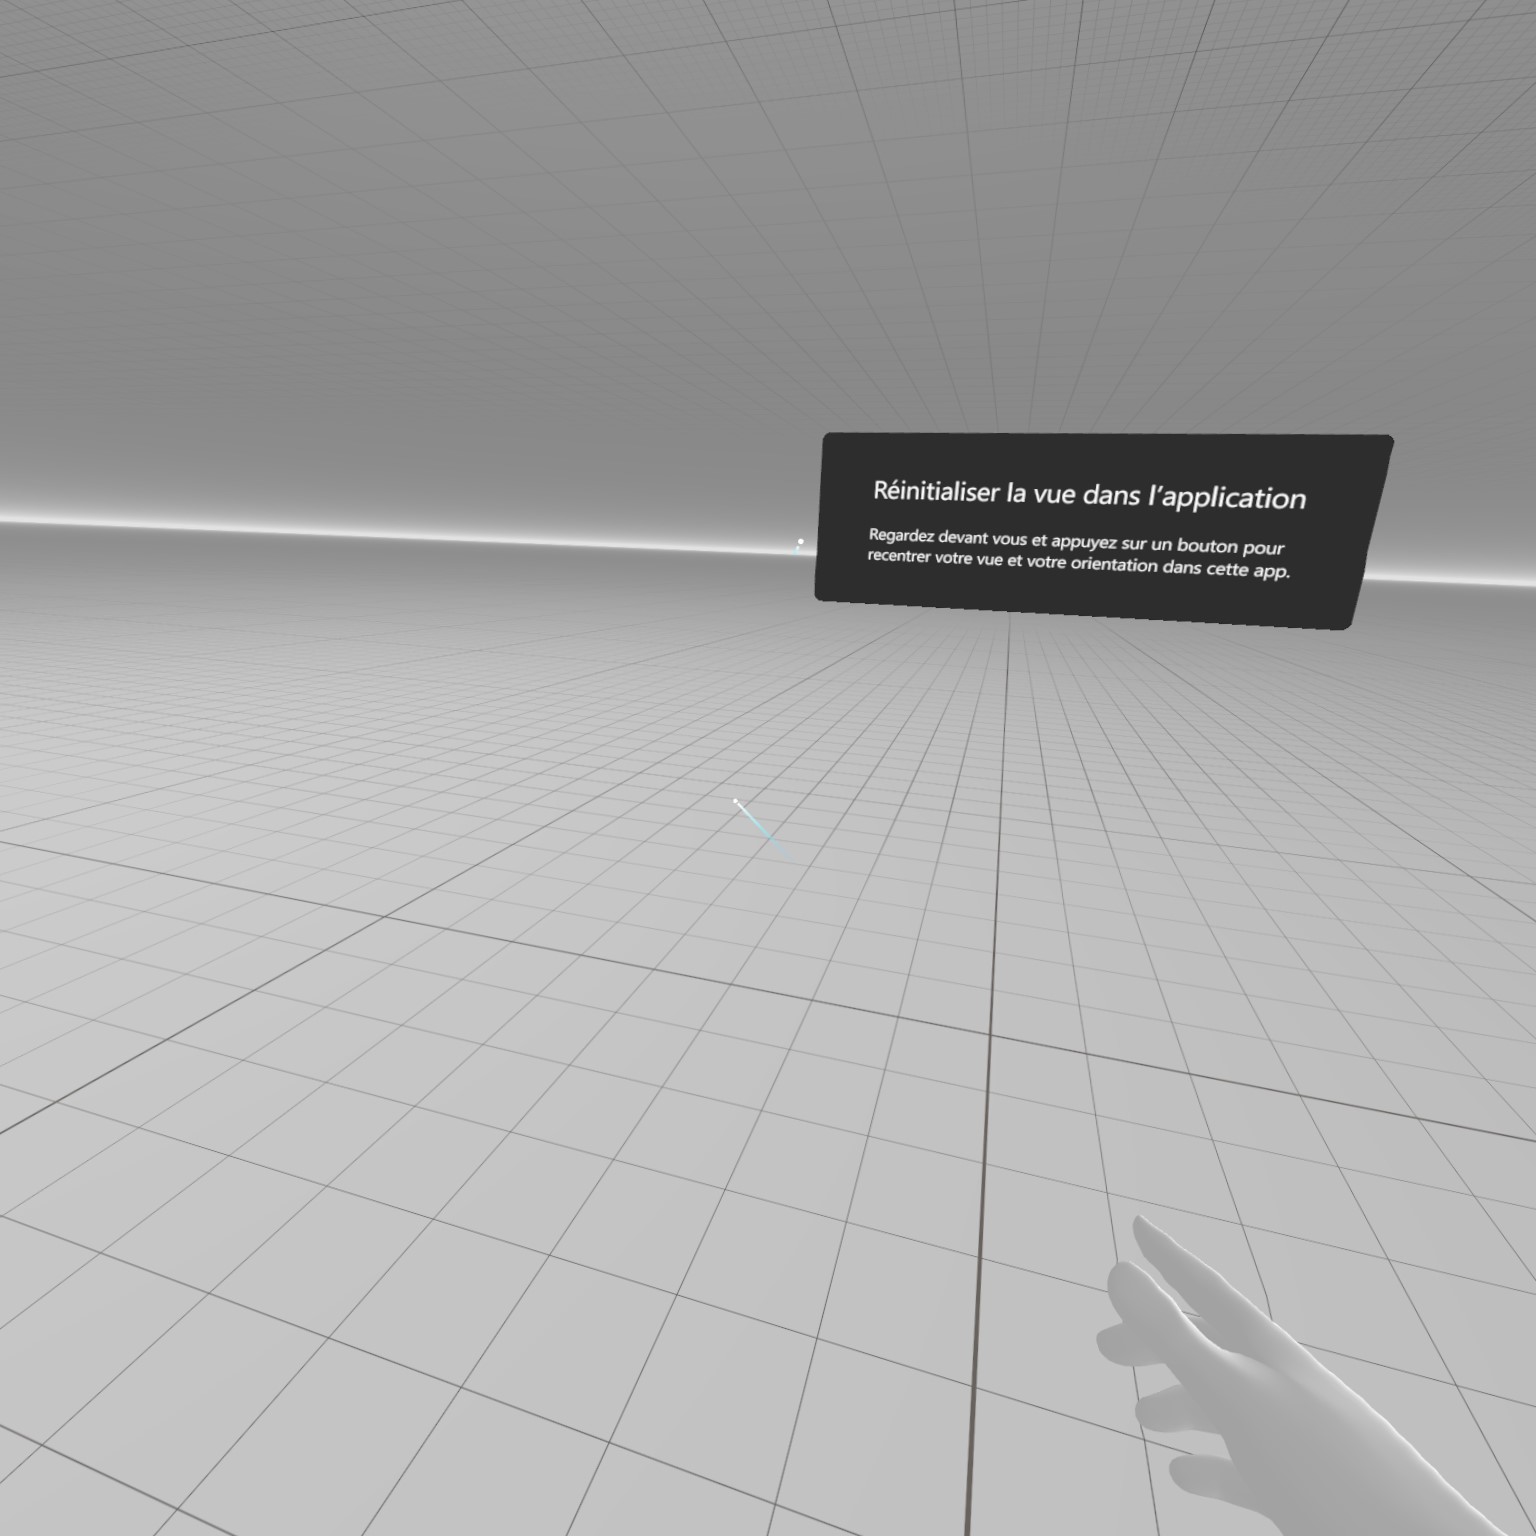 Réinitialiser la vue dans l’application
Regardez devant vous et appuyez sur un bouton pour
recentrer votre vue et votre orientation dans cette app.